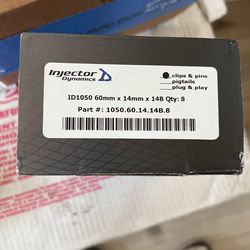 Injector
Dynamics
clips & pins
pigtails
plug & play
ID1050 60mm x 14mm x 14B Qty: 8
Part #: 1050.60.14.14B.8